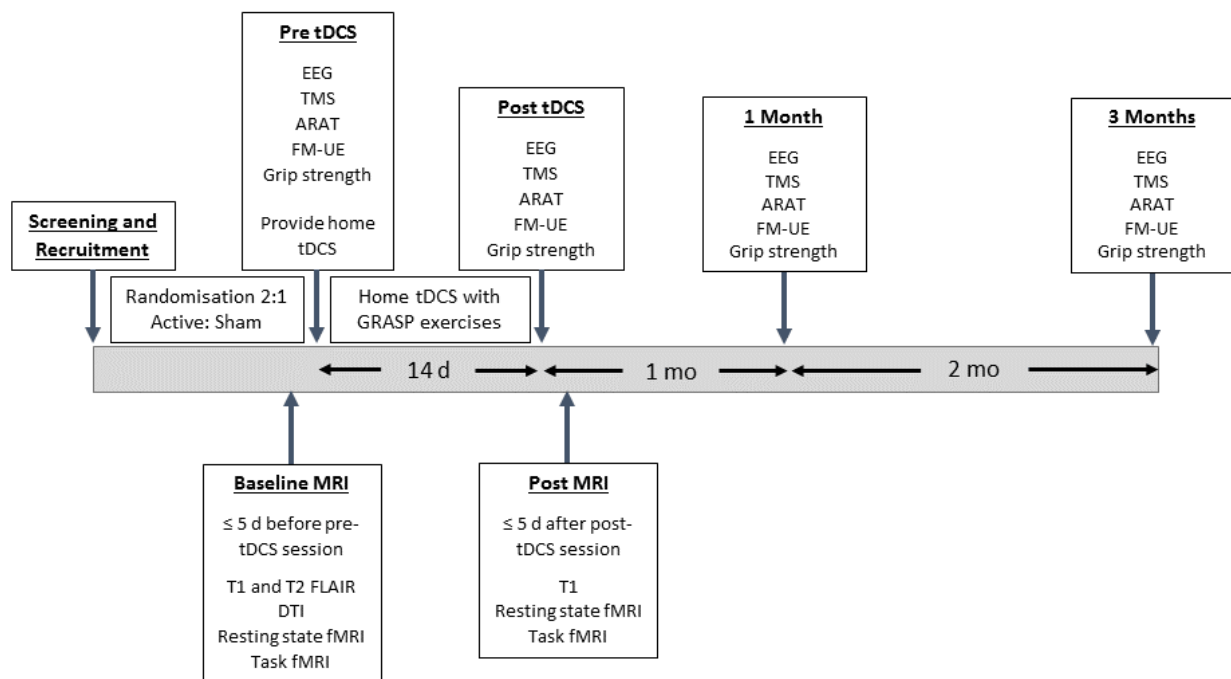 Pre tDCS
EEG
TMS
ARAT
FM-UE
Grip strength
Provide home
tDCS
Post tDCS
EEG
TMS
ARAT
FM-UE
Grip strength
1 Month
EEG
TMS
ARAT
FM-UE
Grip strength
3 Months
EEG
TMS
ARAT
FM-UE
Grip strength
Screening and
Recruitment
Randomisation 2:1
Active: Sham
Home tDCS with
GRASP exercises
14 d
1 mo
2 mo
Baseline MRI
≤ 5 d before pre-
tDCS session
T1 and T2 FLAIR
DTI
Resting state fMRI
Task fMRI
Post MRI
≤ 5 d after post-
tDCS session
T1
Resting state fMRI
Task fMRI